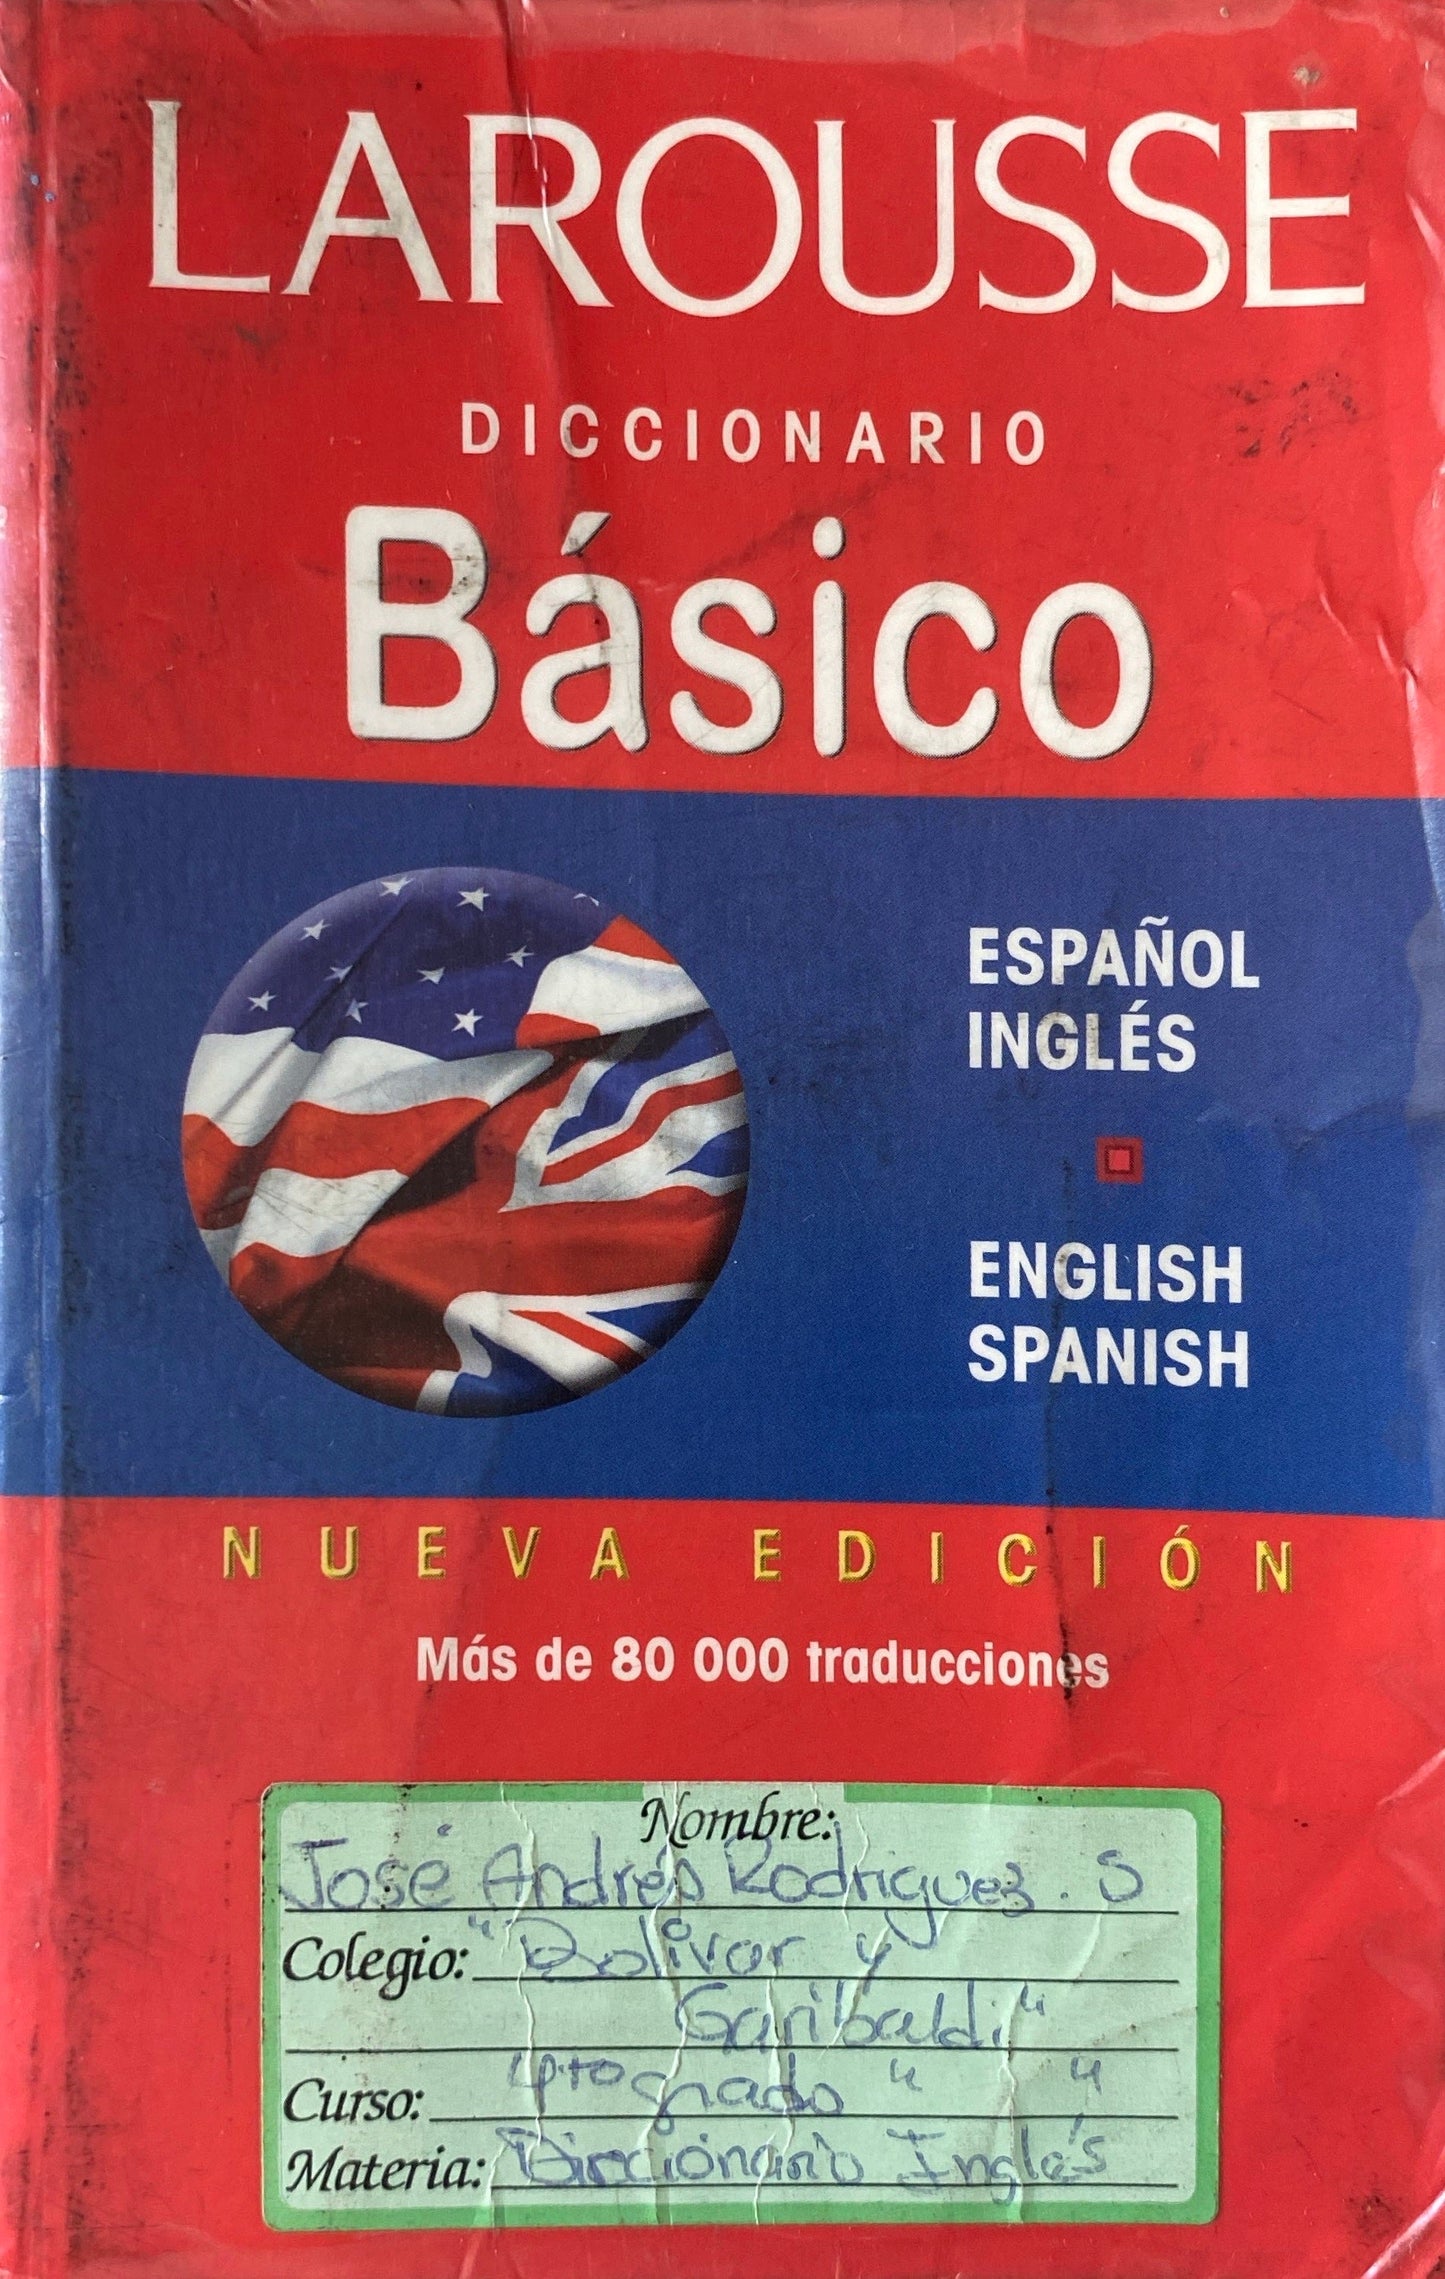 LAROUSSE
DICCIONARIO
Básico
ESPAÑOL
INGLÉS
ENGLISH
SPANISH
NUEVA EDICIÓN
Más de 80 000 traducciones
Nombre:
José Andrés Rodriguez. S
Colegio: "Bolivar y
Garibaldi"
Curso: 4to grado " "
Materia: Diccionario Inglés